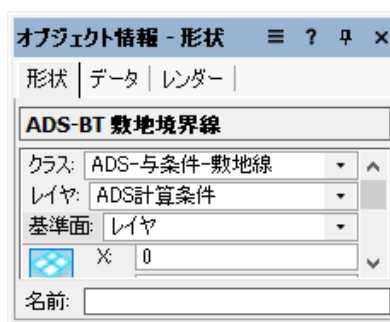 オブジェクト情報 - 形状 ≡ ? ×
形状 データ レンダー
ADS-BT 敷地境界線
クラス: ADS-与条件-敷地線
レイヤ: ADS計算条件
基準面: レイヤ
X: 0
名前: